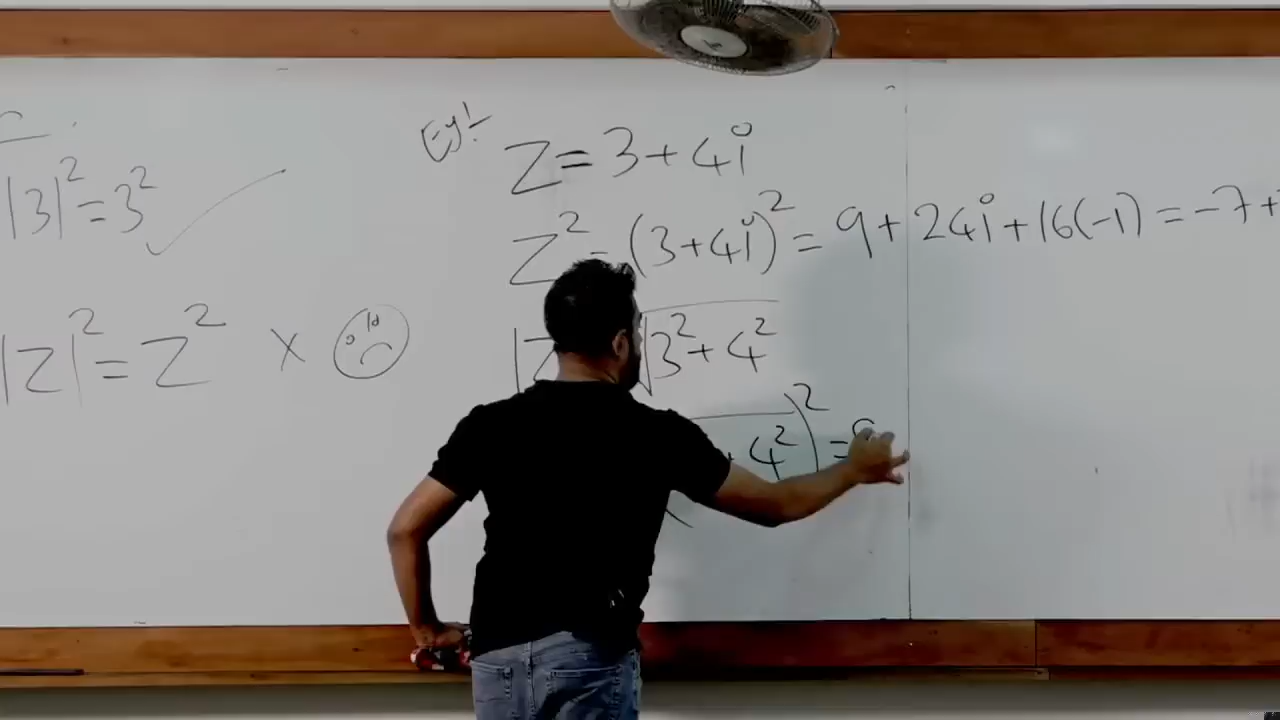 |3|² = 3²
|Z|² = Z² ×
Eg:-
Z = 3 + 4i
Z² = (3 + 4i)² = 9 + 24i + 16(-1) = -7 +
|Z √3² + 4²
4²)² =